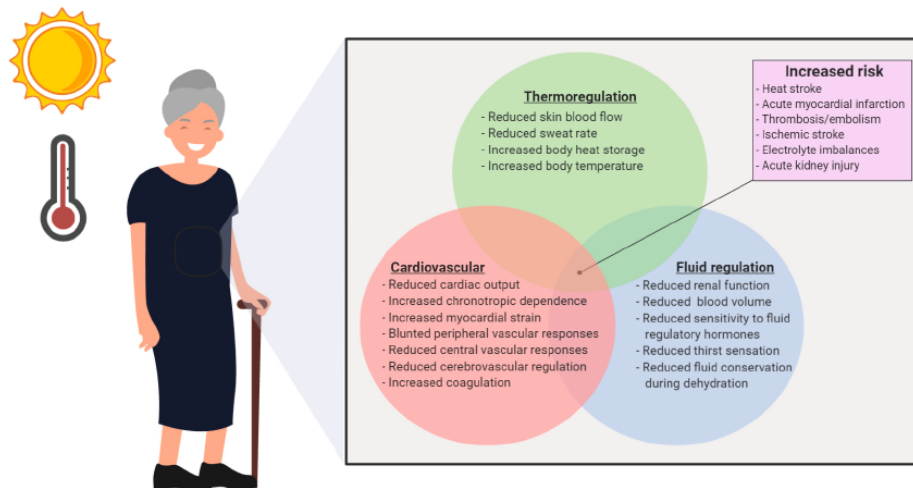 Thermoregulation
- Reduced skin blood flow
- Reduced sweat rate
- Increased body heat storage
- Increased body temperature
Increased risk
- Heat stroke
- Acute myocardial infarction
- Thrombosis/embolism
- Ischemic stroke
- Electrolyte imbalances
- Acute kidney injury
Cardiovascular
- Reduced cardiac output
- Increased chronotropic dependence
- Increased myocardial strain
- Blunted peripheral vascular responses
- Reduced central vascular responses
- Reduced cerebrovascular regulation
- Increased coagulation
Fluid regulation
- Reduced renal function
- Reduced blood volume
- Reduced sensitivity to fluid
regulatory hormones
- Reduced thirst sensation
- Reduced fluid conservation
during dehydration